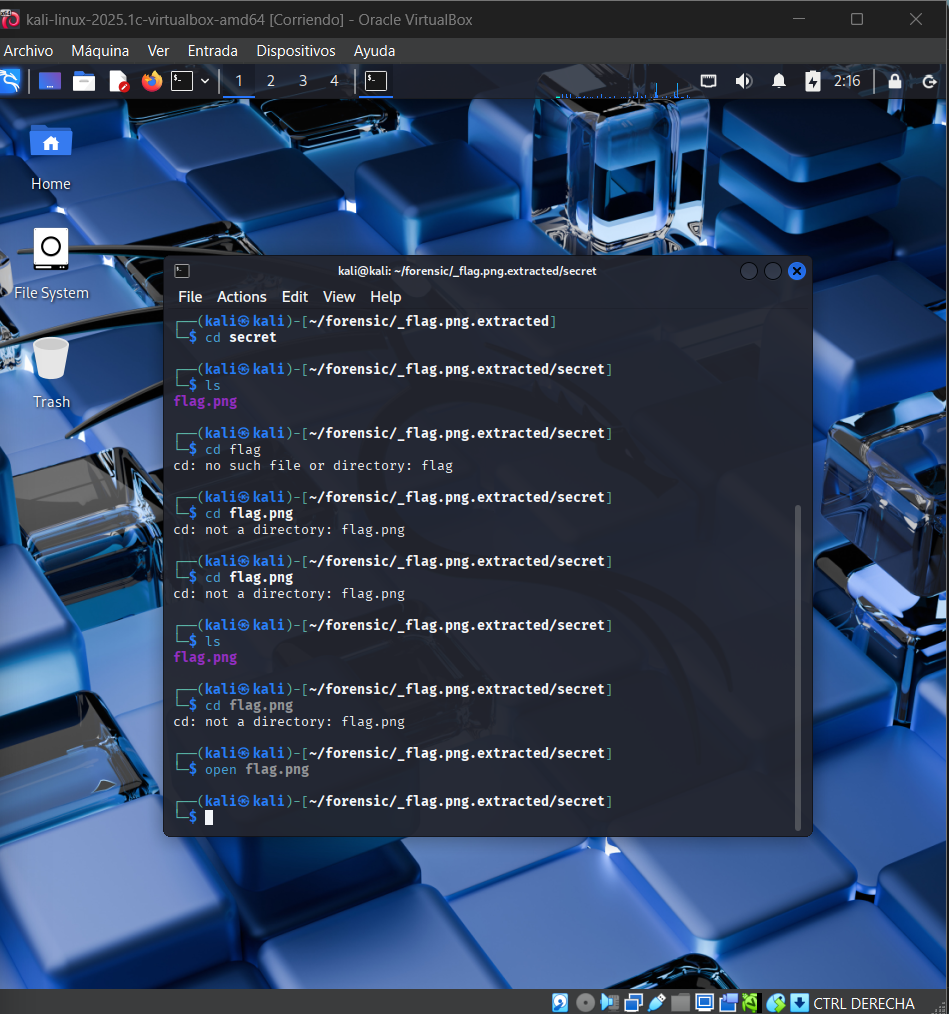 kali-linux-2025.1c-virtualbox-amd64 [Corriendo] - Oracle VirtualBox
Archivo Máquina Ver Entrada Dispositivos Ayuda
1 2 3 4 2:16
Home
File System
Trash
kali@kali: ~/forensic/_flag.png.extracted/secret
File Actions Edit View Help
┌──(kali㉿kali)-[~/forensic/_flag.png.extracted]
└─$ cd secret
┌──(kali㉿kali)-[~/forensic/_flag.png.extracted/secret]
└─$ ls
flag.png
┌──(kali㉿kali)-[~/forensic/_flag.png.extracted/secret]
└─$ cd flag
cd: no such file or directory: flag
┌──(kali㉿kali)-[~/forensic/_flag.png.extracted/secret]
└─$ cd flag.png
cd: not a directory: flag.png
┌──(kali㉿kali)-[~/forensic/_flag.png.extracted/secret]
└─$ cd flag.png
cd: not a directory: flag.png
┌──(kali㉿kali)-[~/forensic/_flag.png.extracted/secret]
└─$ ls
flag.png
┌──(kali㉿kali)-[~/forensic/_flag.png.extracted/secret]
└─$ cd flag.png
cd: not a directory: flag.png
┌──(kali㉿kali)-[~/forensic/_flag.png.extracted/secret]
└─$ open flag.png
┌──(kali㉿kali)-[~/forensic/_flag.png.extracted/secret]
└─$
CTRL DERECHA